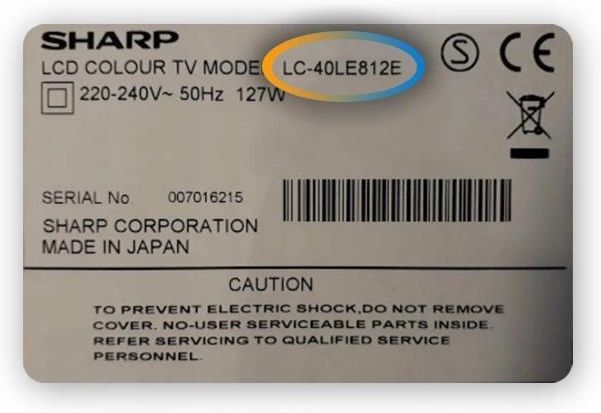 SHARP
LCD COLOUR TV MODEL LC-40LE812E
220-240V~ 50Hz 127W
SERIAL No. 007016215
SHARP CORPORATION
MADE IN JAPAN
CAUTION
TO PREVENT ELECTRIC SHOCK,DO NOT REMOVE
COVER. NO-USER SERVICEABLE PARTS INSIDE.
REFER SERVICING TO QUALIFIED SERVICE
PERSONNEL.
S
CE